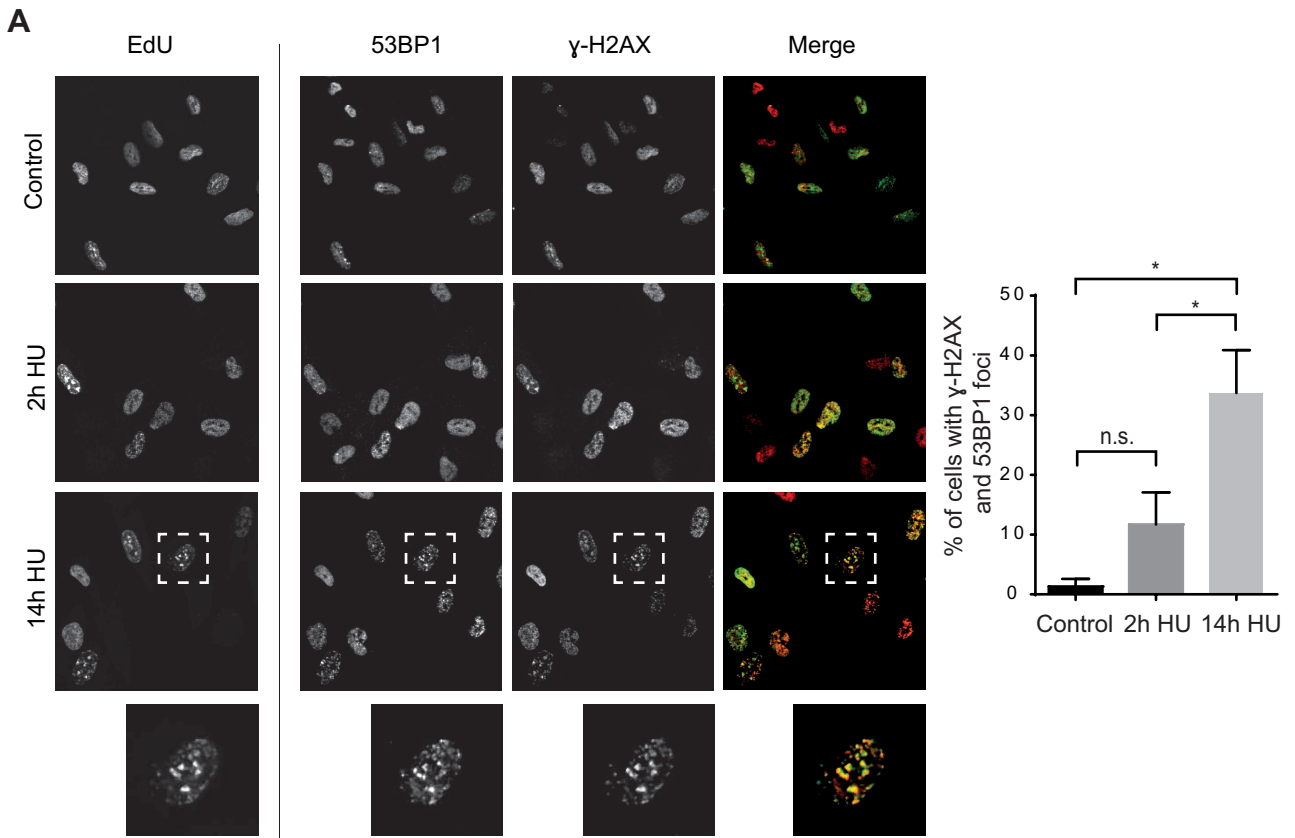 A
EdU
53BP1
ɣ-H2AX
Merge
Control
2h HU
14h HU
% of cells with ɣ-H2AX
and 53BP1 foci
50
40
30
20
10
0
*
*
n.s.
Control
2h HU
14h HU